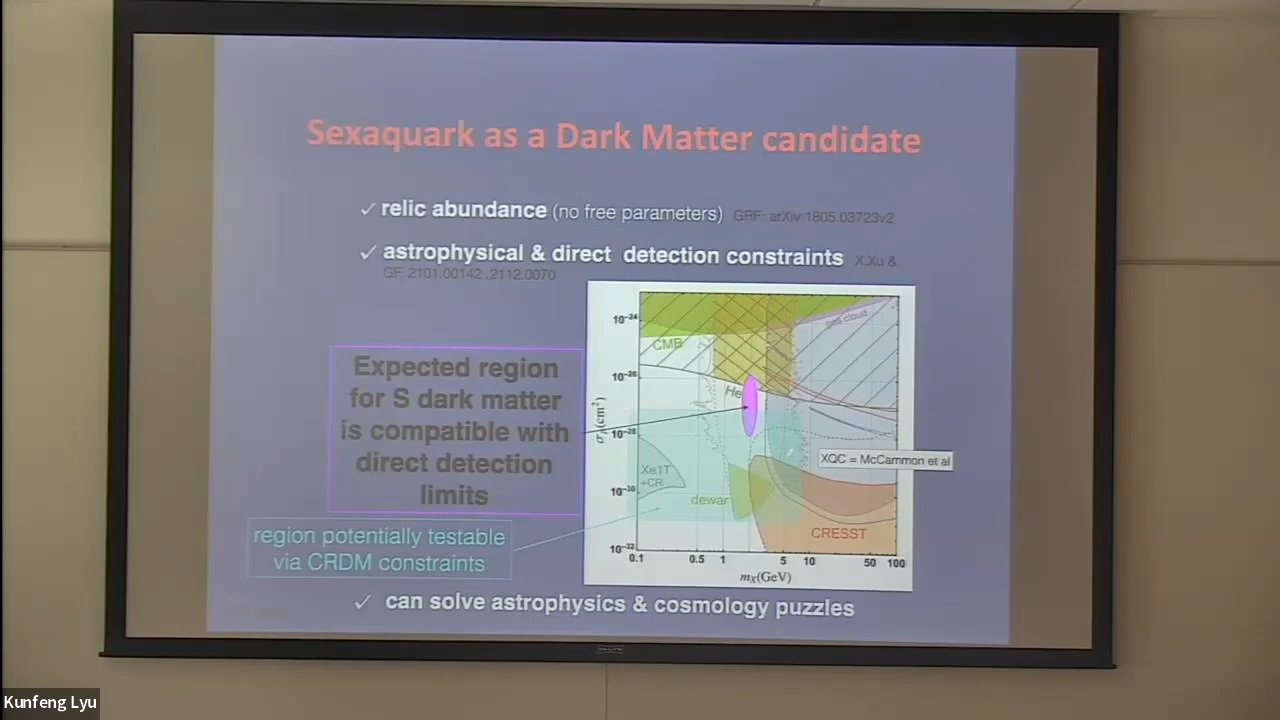 Sexaquark as a Dark Matter candidate
✓ relic abundance (no free parameters) GRF: arXiv:1805.03723v2
✓ astrophysical & direct detection constraints X.Xu &
GF, 2101.00142 ,2112.0070
Expected region
for S dark matter
is compatible with
direct detection
limits
region potentially testable
via CRDM constraints
10⁻²⁴
10⁻²⁶
10⁻²⁸
10⁻³⁰
10⁻³²
(cm²)
gas cloud
CMB
He
XQC = McCammon et al
Xe1T
+CR
dewar
CRESST
0.1 0.5 1 5 10 50 100
mχ(GeV)
✓ can solve astrophysics & cosmology puzzles
Kunfeng Lyu